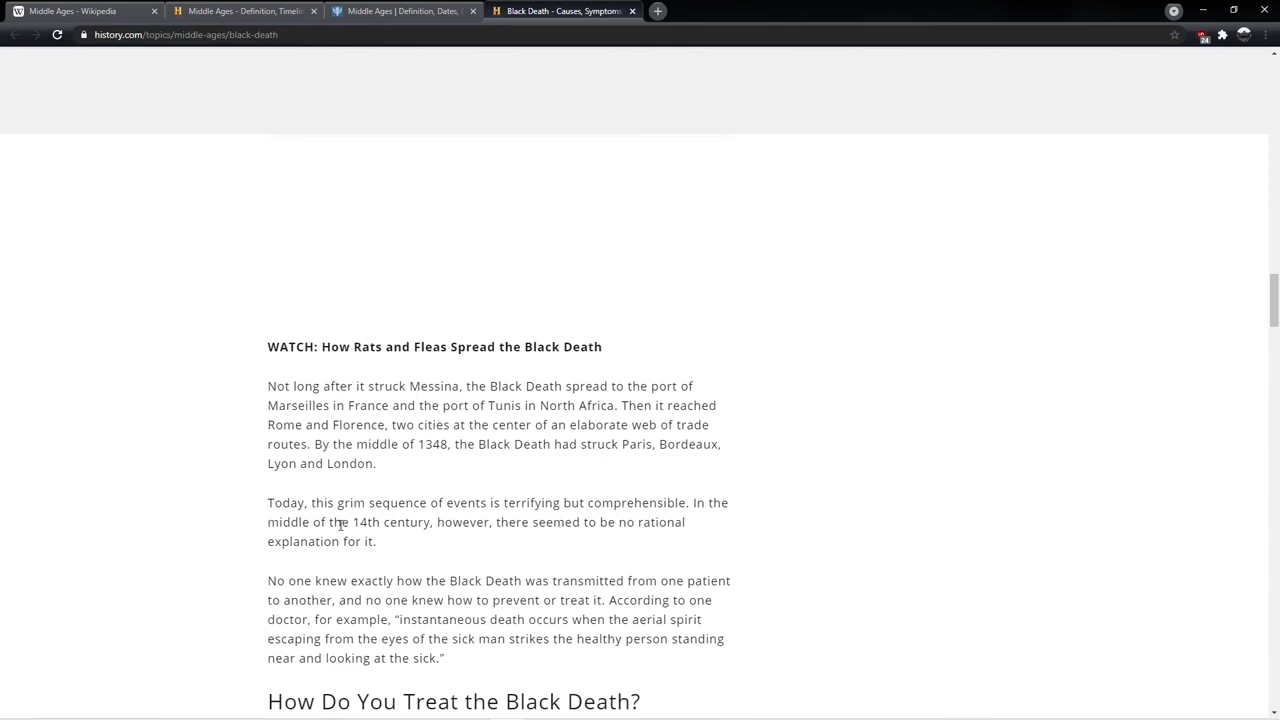 Middle Ages - Wikipedia
Middle Ages - Definition, Timelin
Middle Ages | Definition, Dates,
Black Death - Causes, Symptoms
history.com/topics/middle-ages/black-death
24
WATCH: How Rats and Fleas Spread the Black Death
Not long after it struck Messina, the Black Death spread to the port of
Marseilles in France and the port of Tunis in North Africa. Then it reached
Rome and Florence, two cities at the center of an elaborate web of trade
routes. By the middle of 1348, the Black Death had struck Paris, Bordeaux,
Lyon and London.
Today, this grim sequence of events is terrifying but comprehensible. In the
middle of the 14th century, however, there seemed to be no rational
explanation for it.
No one knew exactly how the Black Death was transmitted from one patient
to another, and no one knew how to prevent or treat it. According to one
doctor, for example, “instantaneous death occurs when the aerial spirit
escaping from the eyes of the sick man strikes the healthy person standing
near and looking at the sick.”
How Do You Treat the Black Death?